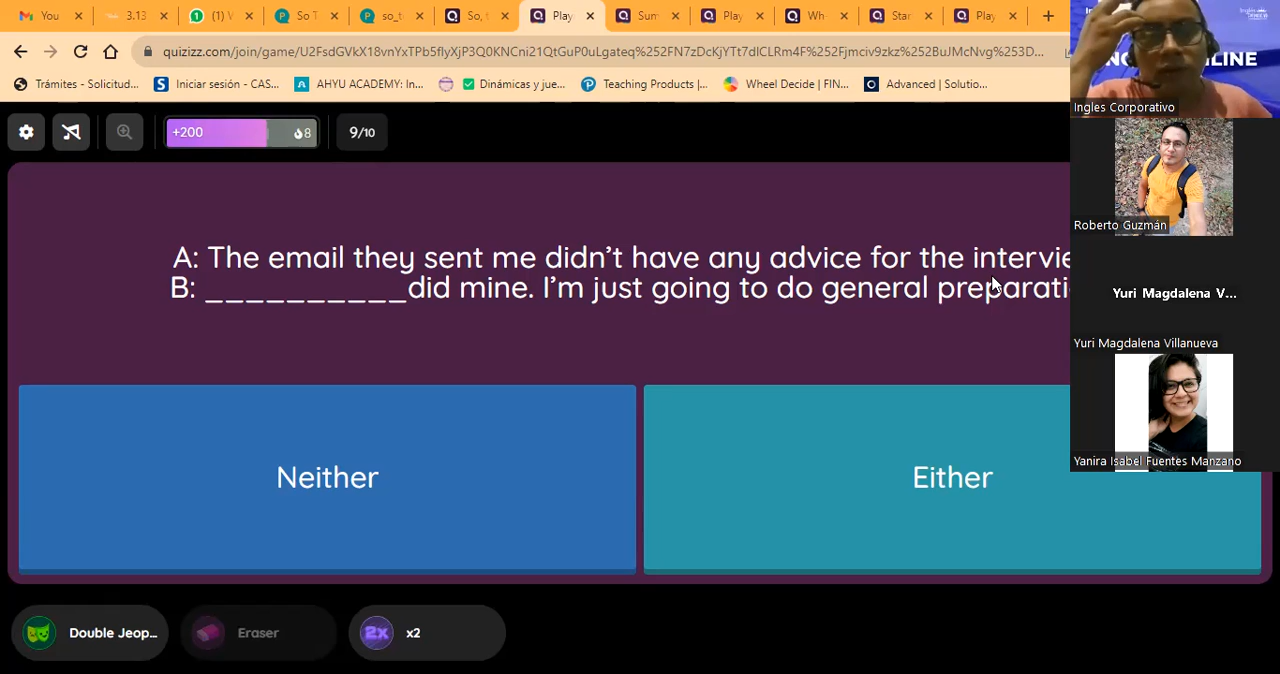 You
3.13
(1) V
So T
so_t
So, t
Play
Sum
Play
Wh
Star
Play
quizizz.com/join/game/U2FsdGVkX18vnYxTPb5flyXjP3Q0KNCni21QtGuP0uLgateq%252FN7zDcKjYTt7dICLRm4F%252Fjmciv9zkz%252BuJMcNvg%253D...
Trámites - Solicitud...
Iniciar sesión - CAS...
AHYU ACADEMY: In...
Dinámicas y jue...
Teaching Products |...
Wheel Decide | FIN...
Advanced | Solutio...
Ingles Corporativo
+200
8
9/10
A: The email they sent me didn't have any advice for the intervie
B: __________did mine. I'm just going to do general preparati
Roberto Guzmán
Yuri Magdalena V...
Yuri Magdalena Villanueva
Yanira Isabel Fuentes Manzano
Neither
Either
Double Jeop...
Eraser
2X
x2